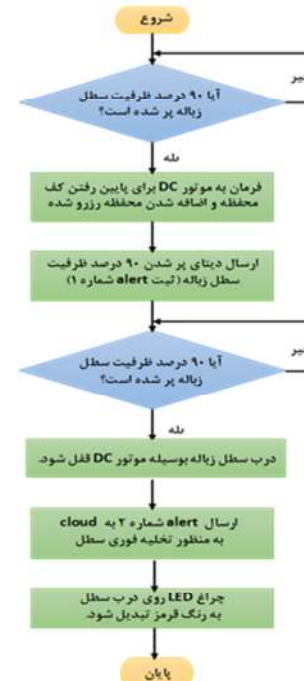 شروع
خیر
آیا ۹۰ درصد ظرفیت سطل
زباله پر شده است؟
بله
فرمان به موتور DC برای پایین رفتن کف
محفظه و اضافه شدن محفظه رزرو شده
ارسال دیتای پر شدن ۹۰ درصد ظرفیت
سطل زباله (ثبت alert شماره ۱)
خیر
آیا ۹۰ درصد ظرفیت سطل
زباله پر شده است؟
بله
درب سطل زباله بوسیله موتور DC قفل شود.
ارسال alert شماره ۲ به cloud
به منظور تخلیه فوری سطل
چراغ LED روی درب سطل
به رنگ قرمز تبدیل شود.
پایان